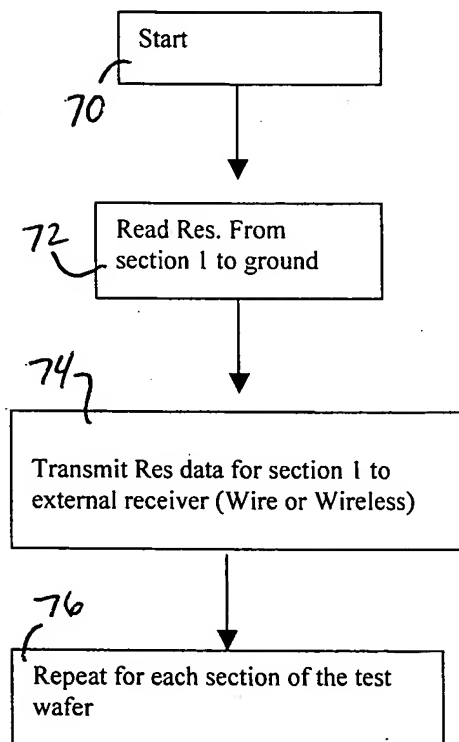 Start
70
72
Read Res. From
section 1 to ground
74
Transmit Res data for section 1 to
external receiver (Wire or Wireless)
76
Repeat for each section of the test
wafer